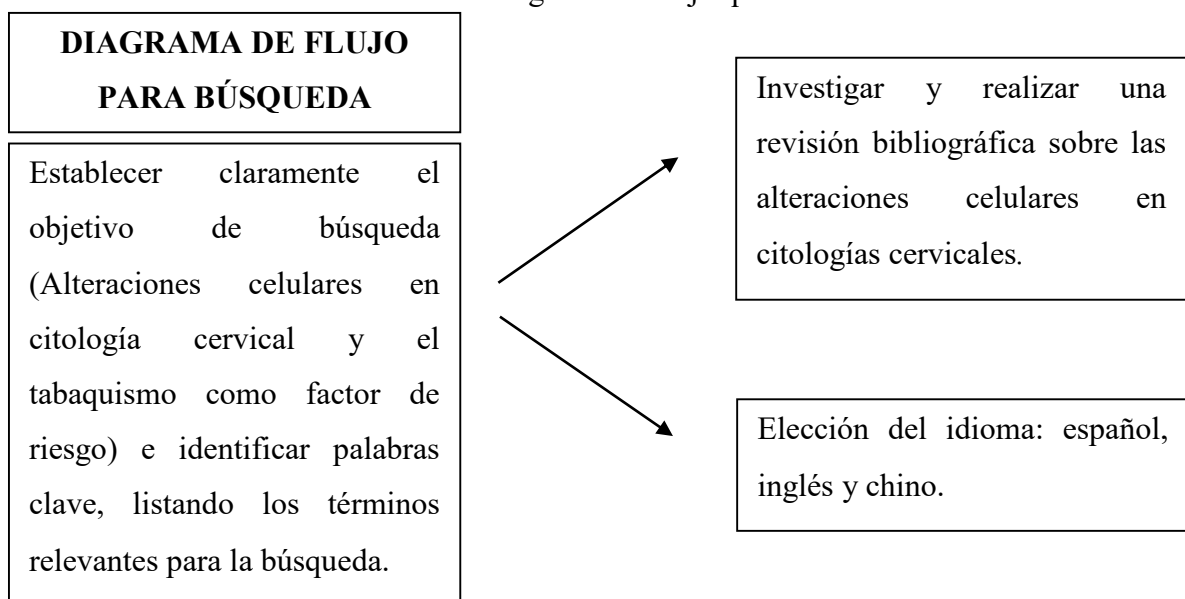 DIAGRAMA DE FLUJO
PARA BÚSQUEDA
Establecer claramente el
objetivo de búsqueda
(Alteraciones celulares en
citología cervical y el
tabaquismo como factor de
riesgo) e identificar palabras
clave, listando los términos
relevantes para la búsqueda.
Investigar y realizar una
revisión bibliográfica sobre las
alteraciones celulares en
citologías cervicales.
Elección del idioma: español,
inglés y chino.